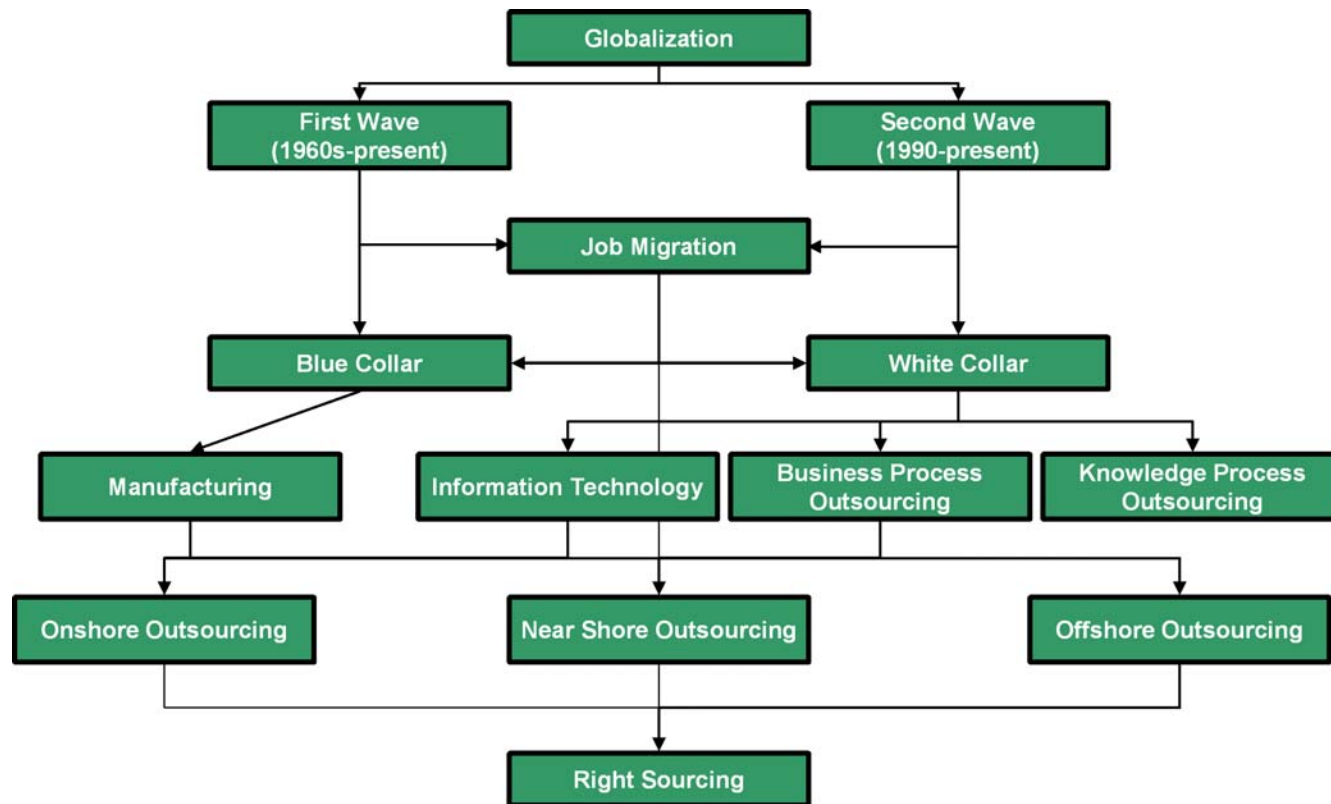 Globalization
First Wave
(1960s-present)
Second Wave
(1990-present)
Job Migration
Blue Collar
White Collar
Manufacturing
Information Technology
Business Process
Outsourcing
Knowledge Process
Outsourcing
Onshore Outsourcing
Near Shore Outsourcing
Offshore Outsourcing
Right Sourcing